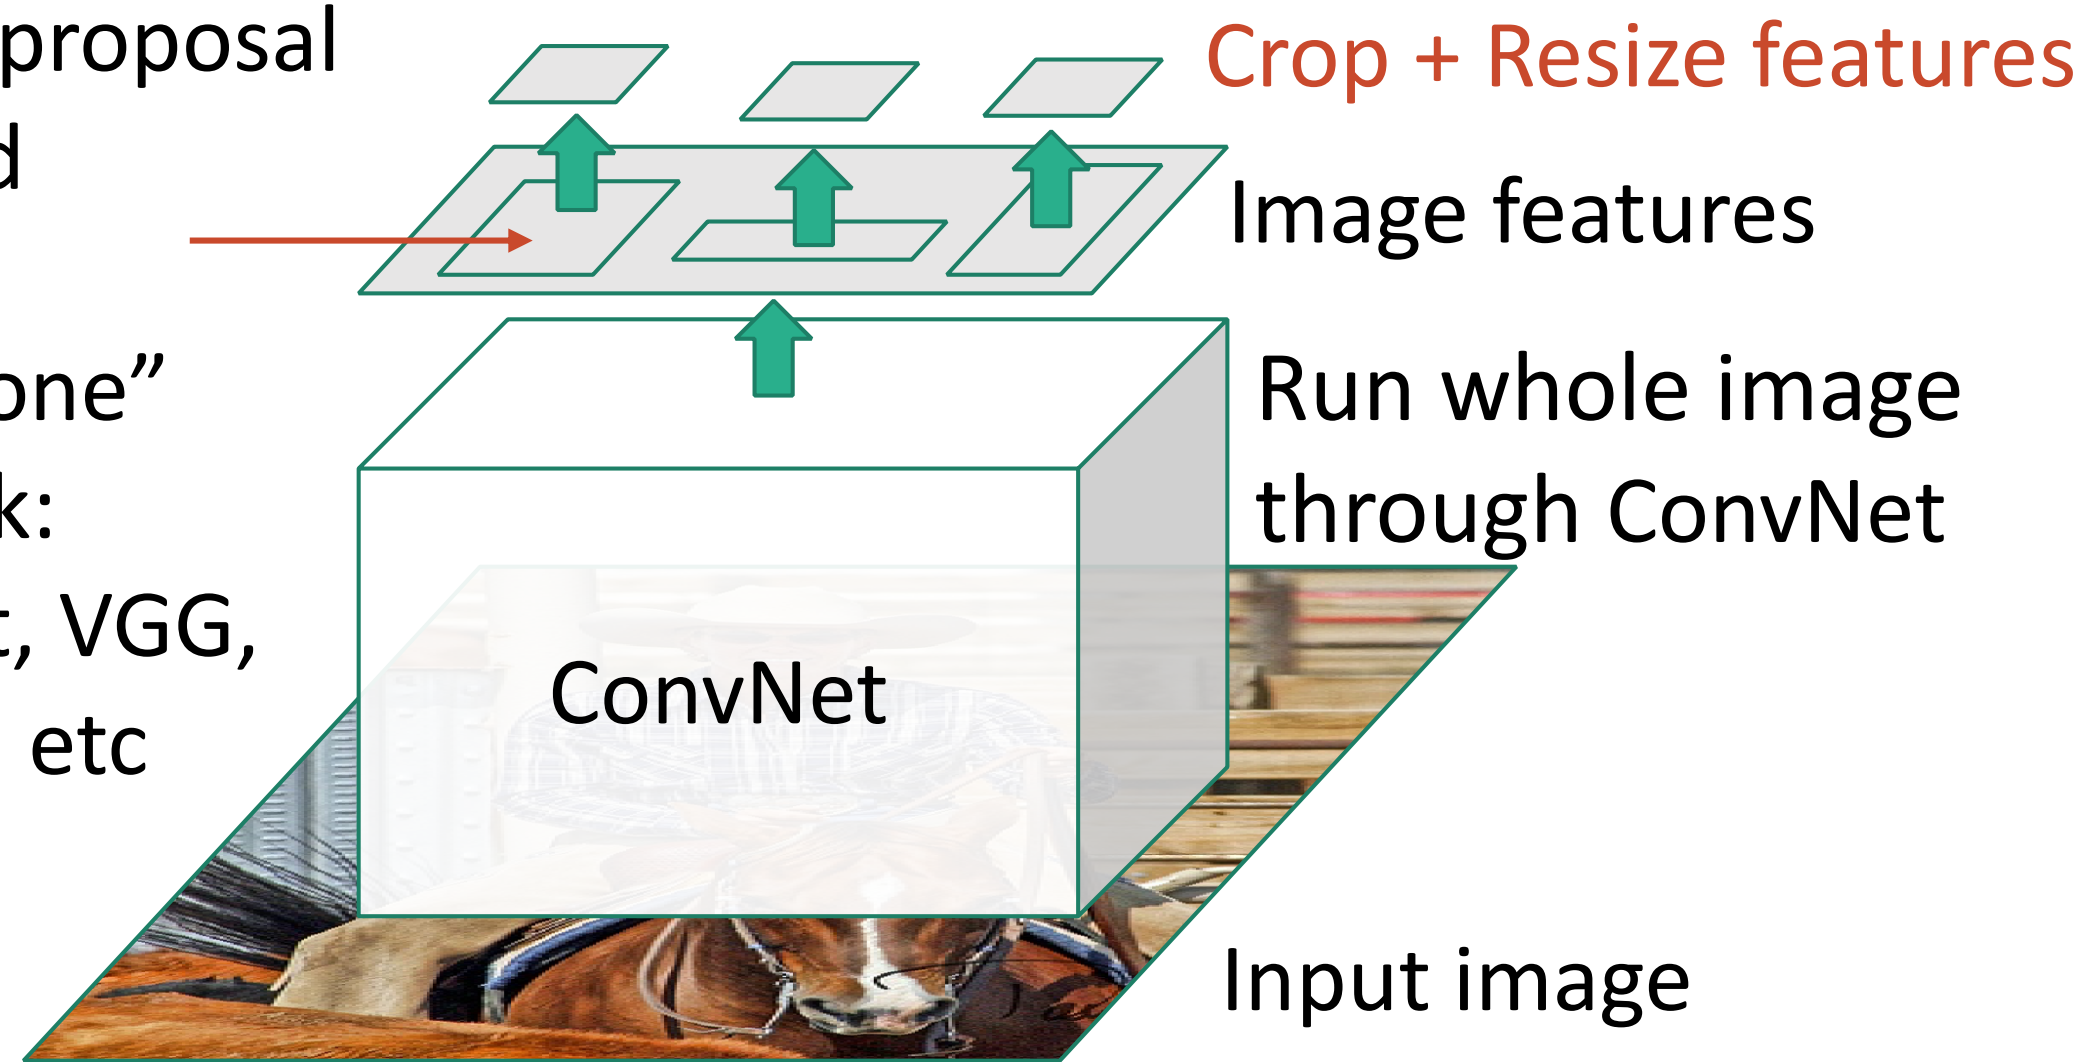 proposal
d
one”
k:
t, VGG,
etc
Crop + Resize features
Image features
Run whole image
through ConvNet
ConvNet
Input image